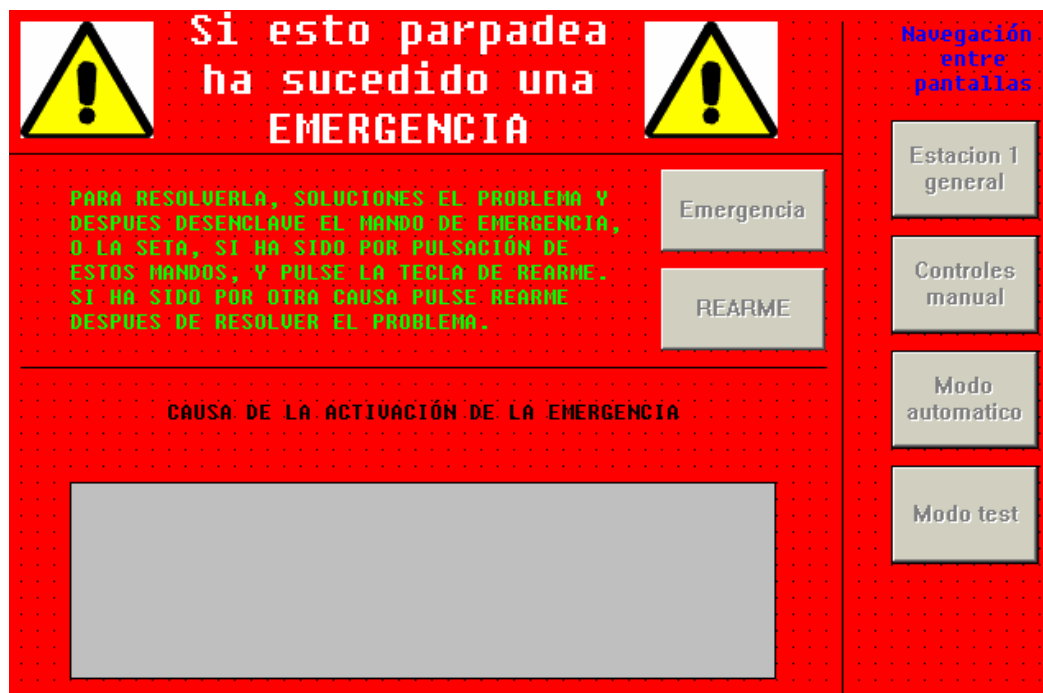 Si esto parpadea
ha sucedido una
EMERGENCIA
PARA RESOLVERLA, SOLUCIONES EL PROBLEMA Y
DESPUES DESENCLAVE EL MANDO DE EMERGENCIA,
O LA SETA, SI HA SIDO POR PULSACIÓN DE
ESTOS MANDOS, Y PULSE LA TECLA DE REARME.
SI HA SIDO POR OTRA CAUSA PULSE REARME
DESPUES DE RESOLVER EL PROBLEMA.
Emergencia
REARME
CAUSA DE LA ACTIVACIÓN DE LA EMERGENCIA
Navegación
entre
pantallas
Estacion 1
general
Controles
manual
Modo
automatico
Modo test